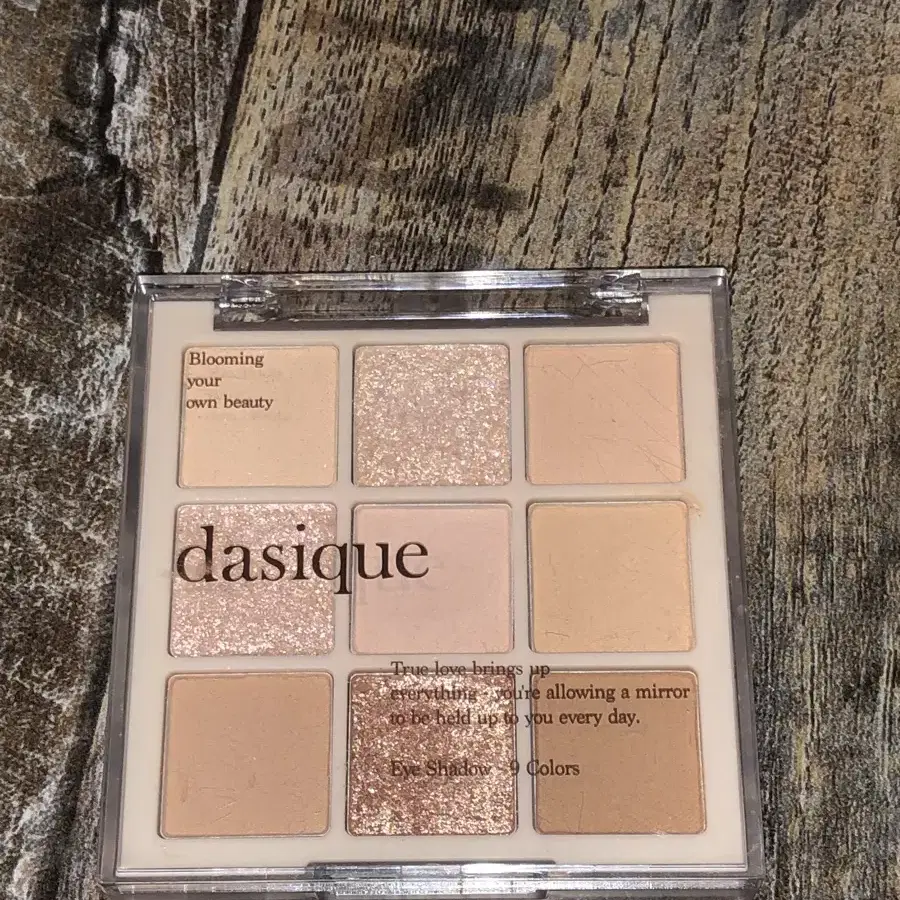 Blooming
your
own beauty
dasique
True love brings up
everything - you're allowing a mirror
to be held up to you every day.
Eye Shadow - 9 Colors